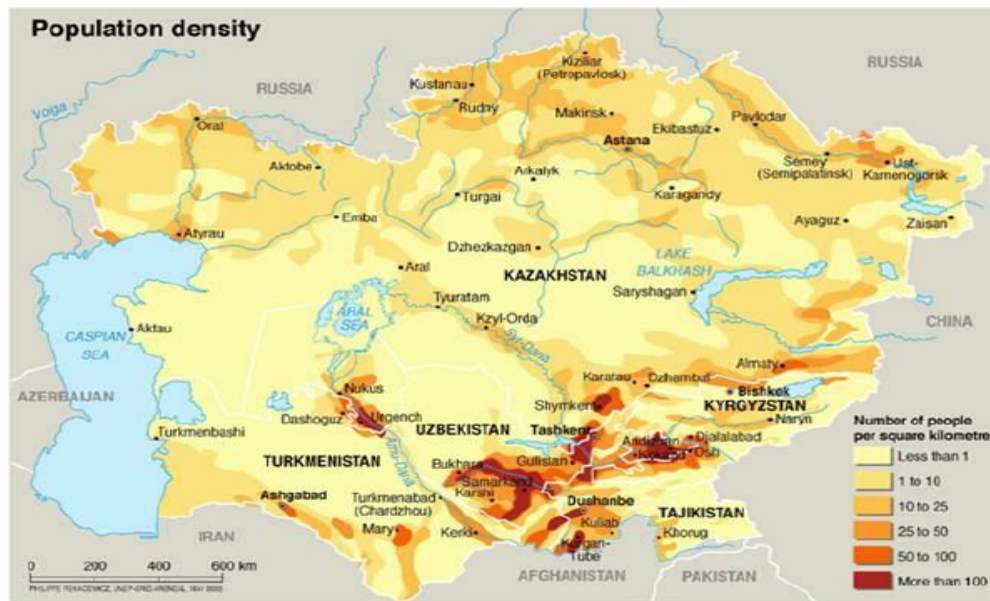 Population density
RUSSIA
RUSSIA
Kiziliar
(Petropavlosk)
Kustanau
Rudny
Makinsk
Pavlodar
Ekibastuz
Astana
Volga
Oral
Aktobe
Semey
(Semipalatinsk)
Ust-
Kamenogorsk
Arkalyk
Turgai
Karagandy
Emba
Ayaguz
Zaisan
Atyrau
Dzhezkazgan
LAKE
BALKHASH
Aral
KAZAKHSTAN
Saryshagan
Tyuratam
Kzyl-Orda
ARAL
SEA
Syr-Daria
CASPIAN
SEA
Aktau
CHINA
Almaty
AZERBAIJAN
Karatau
Dzhambul
Bishkek
Nukus
Shymkent
KYRGYZSTAN
Naryn
Dashoguz
Urgench
UZBEKISTAN
Tashkent
Andizhan
Djalalabad
Osh
Turkmenbashi
Gulistan
TURKMENISTAN
Amu-Daria
Bukhara
Samarkand
Karshi
Ashgabad
Turkmenabad
(Chardzhou)
Dushanbe
TAJIKISTAN
Mary
Kerki
Kuliab
Khorug
Kurgan-
Tube
IRAN
AFGHANISTAN
PAKISTAN
Number of people
per square kilometre
Less than 1
1 to 10
10 to 25
25 to 50
50 to 100
More than 100
0 200 400 600 km